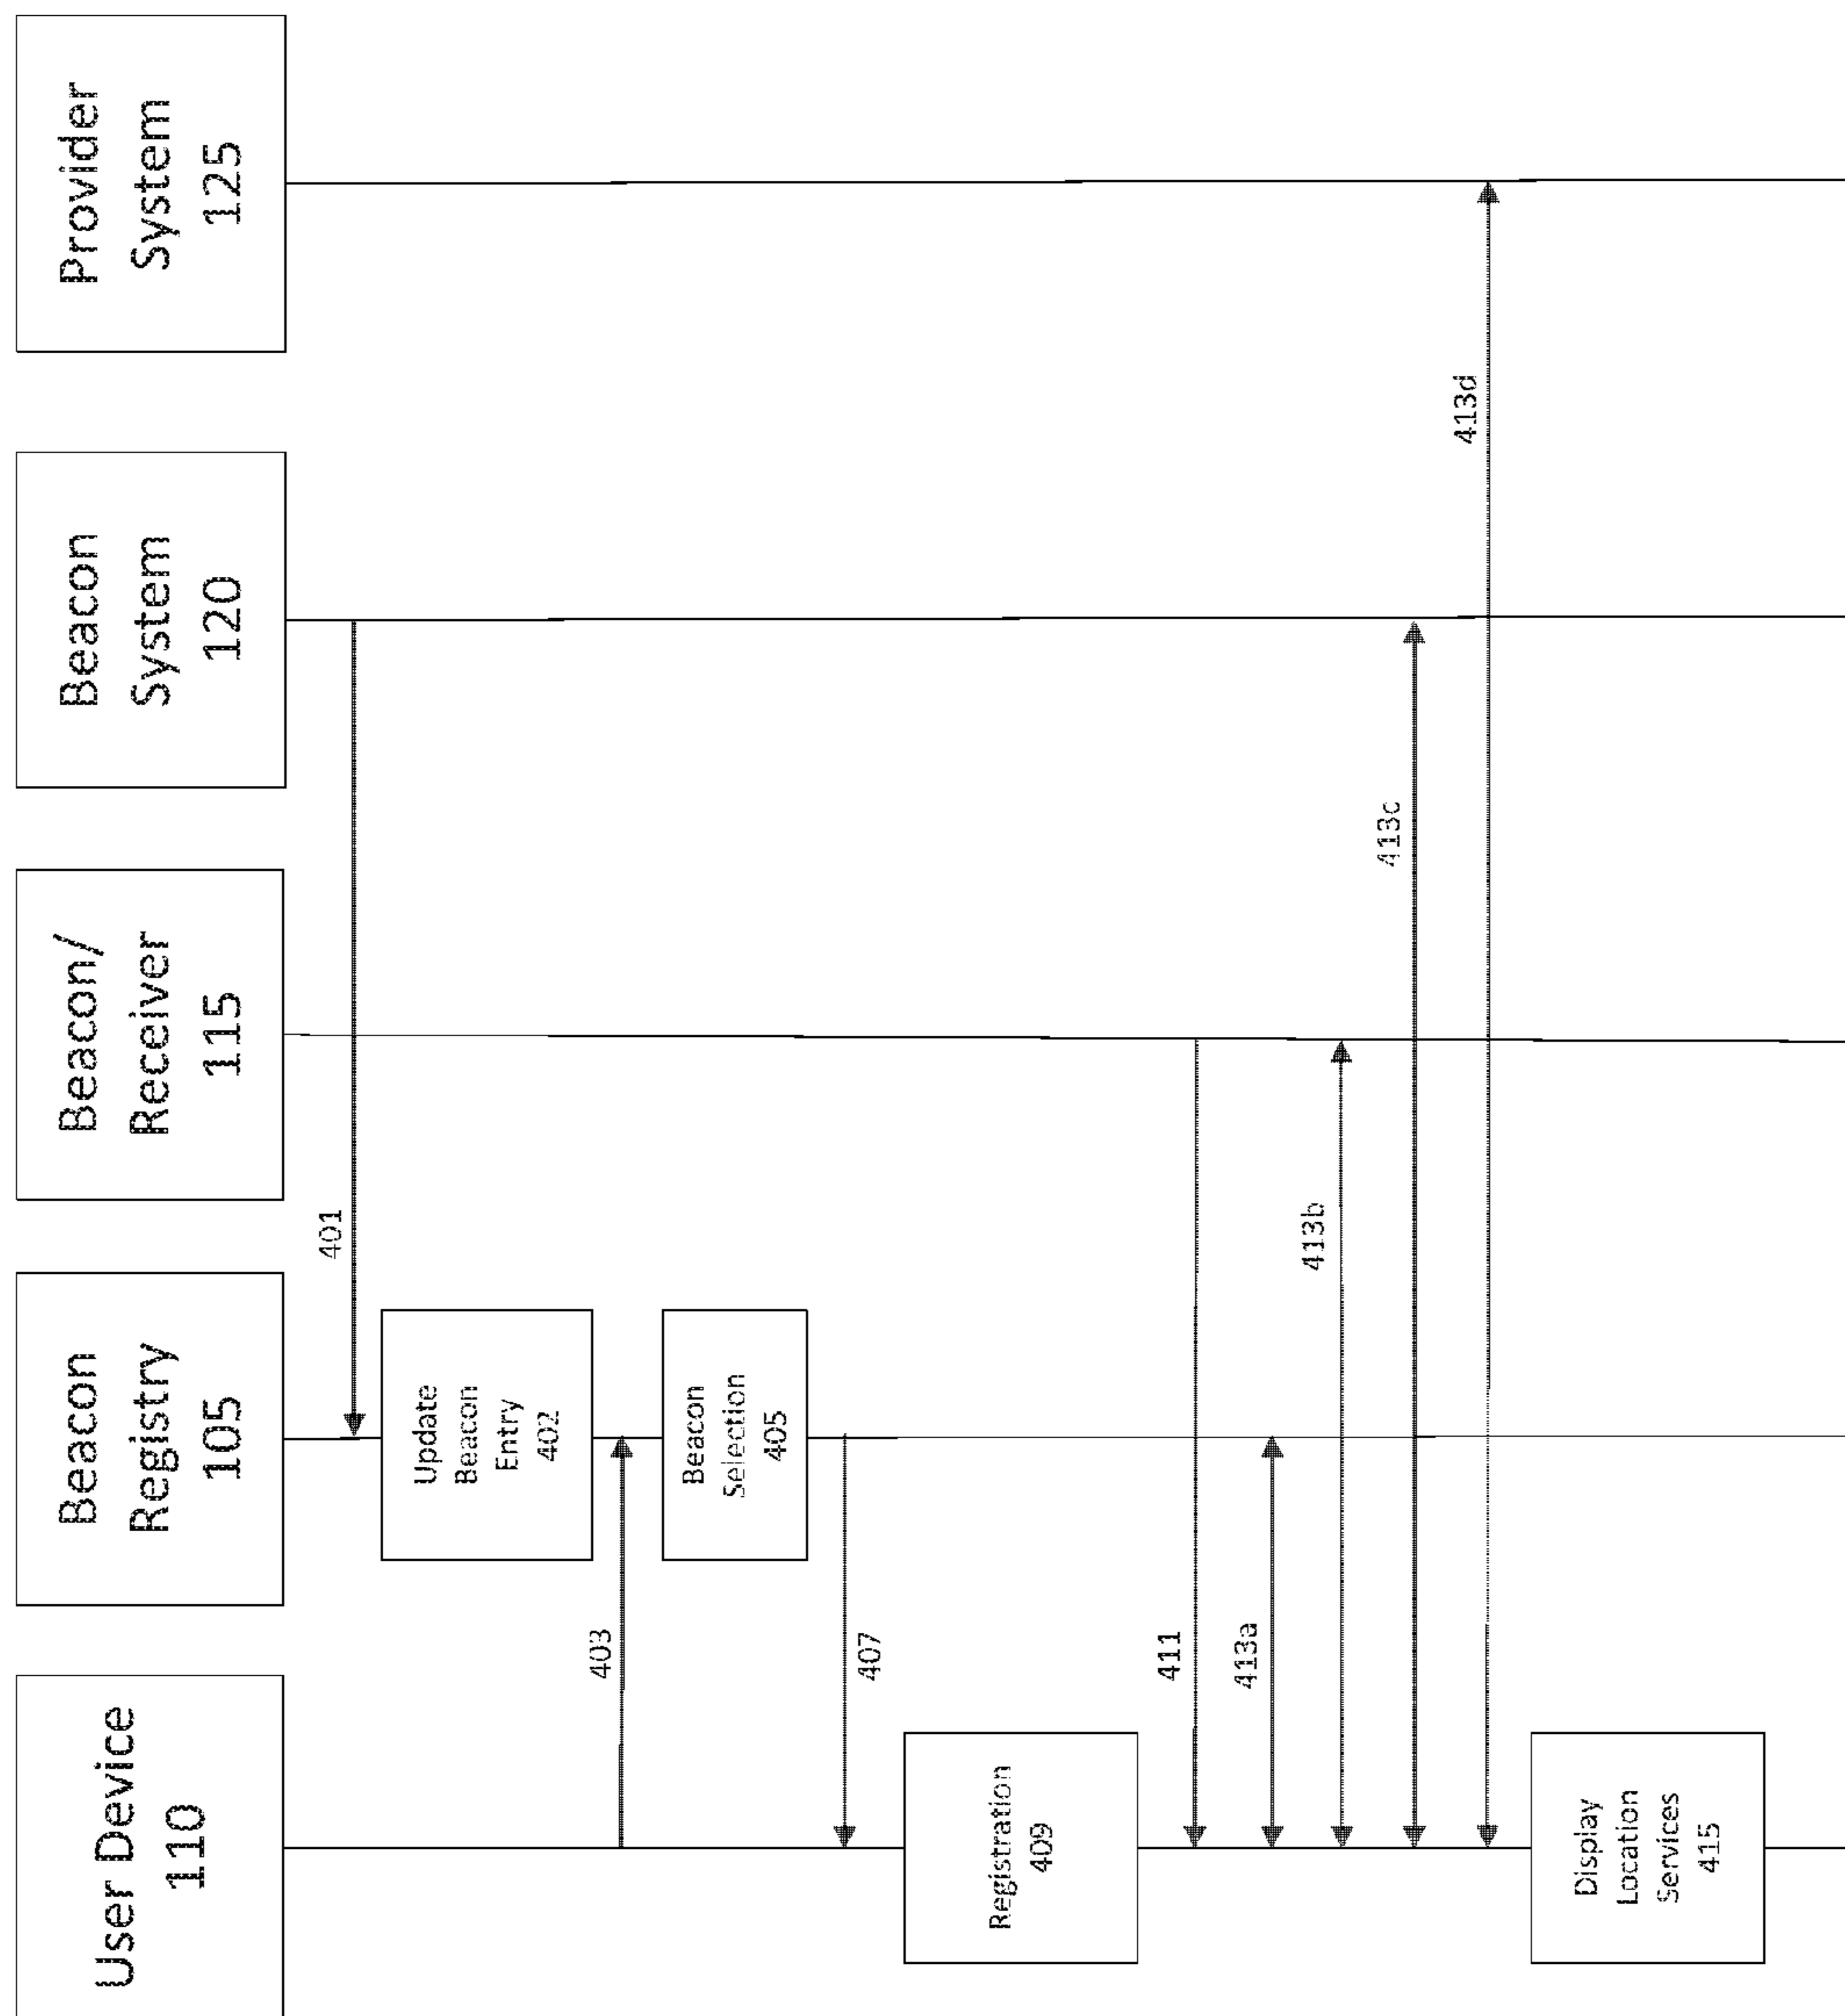 User Device
110
Beacon
Registry
105
Beacon/
Receiver
115
Beacon
System
120
Provider
System
125
401
Update
Beacon
Entry
402
403
Beacon
Selection
405
407
Registration
409
411
413a
413b
413c
413d
Display
Location
Services
415